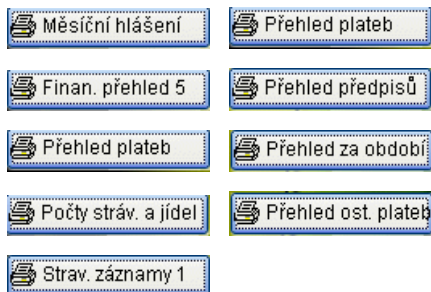 Měsíční hlášení
Přehled plateb
Finan. přehled 5
Přehled předpisů
Přehled plateb
Přehled za období
Počty stráv. a jídel
Přehled ost. plateb
Strav. záznamy 1